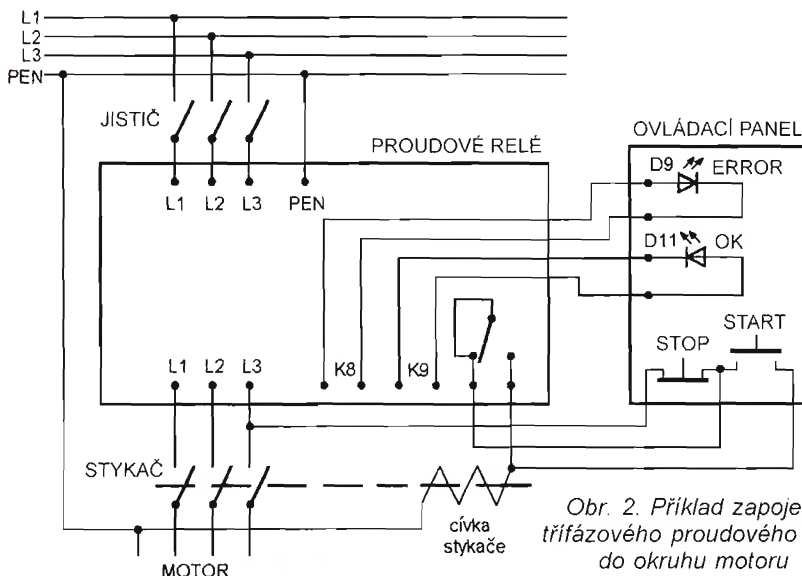 L1
L2
L3
PEN
JISTIČ
PROUDOVÉ RELÉ
OVLÁDACÍ PANEL
L1 L2 L3 PEN
D9 ERROR
D11 OK
START
STOP
L1 L2 L3 K8 K9
STYKAČ
cívka
stykače
MOTOR
Obr. 2. Příklad zapoje
třífázového proudového
do okruhu motoru